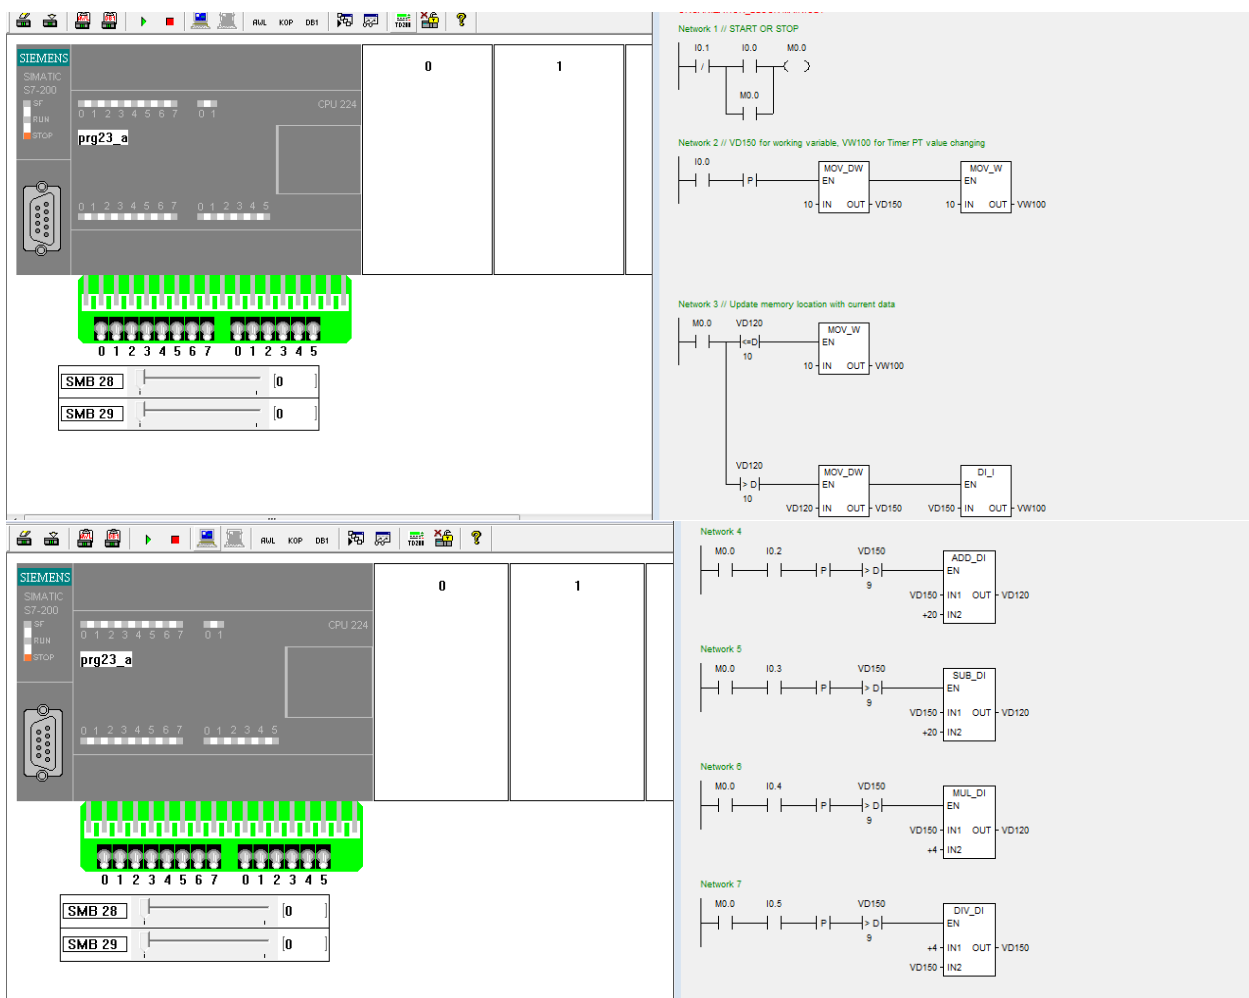 AWL KOP DB1 TD200
SIEMENS
SIMATIC
S7-200
SF
RUN
STOP
0 1 2 3 4 5 6 7 0 1
CPU 224
prg23_a
0 1 2 3 4 5 6 7 0 1 2 3 4 5
0 1 2 3 4 5 6 7 0 1 2 3 4 5
SMB 28 [0 ]
SMB 29 [0 ]
0 1
Network 1 // START OR STOP
I0.1 I0.0 M0.0
/
M0.0
Network 2 // VD150 for working variable, VW100 for Timer PT value changing
I0.0 MOV_DW MOV_W
P EN EN
10 IN OUT VD150 10 IN OUT VW100
Network 3 // Update memory location with current data
M0.0 VD120 MOV_W
<=D EN
10
10 IN OUT VW100
VD120 MOV_DW DI_I
> D EN EN
10
VD120 IN OUT VD150 VD150 IN OUT VW100
AWL KOP DB1 TD200
SIEMENS
SIMATIC
S7-200
SF
RUN
STOP
0 1 2 3 4 5 6 7 0 1
CPU 224
prg23_a
0 1 2 3 4 5 6 7 0 1 2 3 4 5
0 1 2 3 4 5 6 7 0 1 2 3 4 5
SMB 28 [0 ]
SMB 29 [0 ]
0 1
Network 4
M0.0 I0.2 VD150 ADD_DI
P > D EN
9
VD150 IN1 OUT VD120
+20 IN2
Network 5
M0.0 I0.3 VD150 SUB_DI
P > D EN
9
VD150 IN1 OUT VD120
+20 IN2
Network 6
M0.0 I0.4 VD150 MUL_DI
P > D EN
9
VD150 IN1 OUT VD120
+4 IN2
Network 7
M0.0 I0.5 VD150 DIV_DI
P > D EN
9
+4 IN1 OUT VD150
VD150 IN2